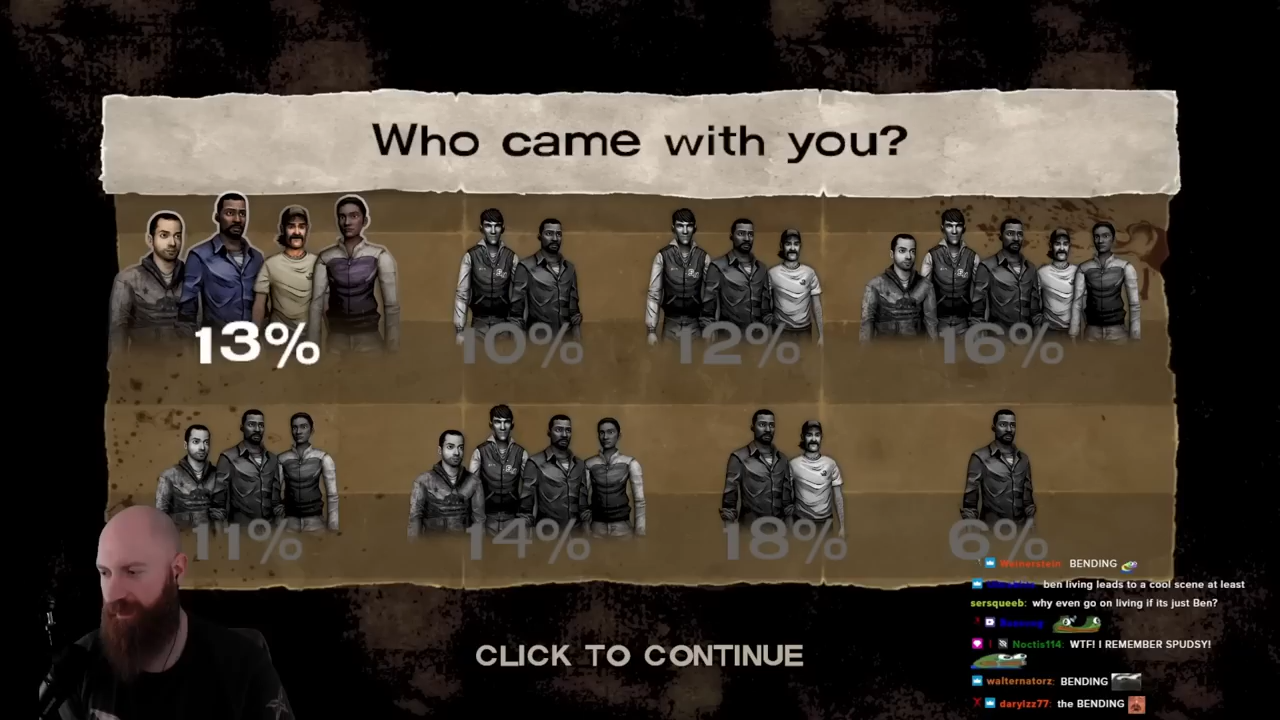 Who came with you?
13%
10%
12%
16%
11%
14%
18%
6%
CLICK TO CONTINUE
Weinerstein: BENDING
ben living leads to a cool scene at least
sersqueeb: why even go on living if its just Ben?
Noctis114: WTF! I REMEMBER SPUDSY!
walternatorz: BENDING
darylzz77: the BENDING